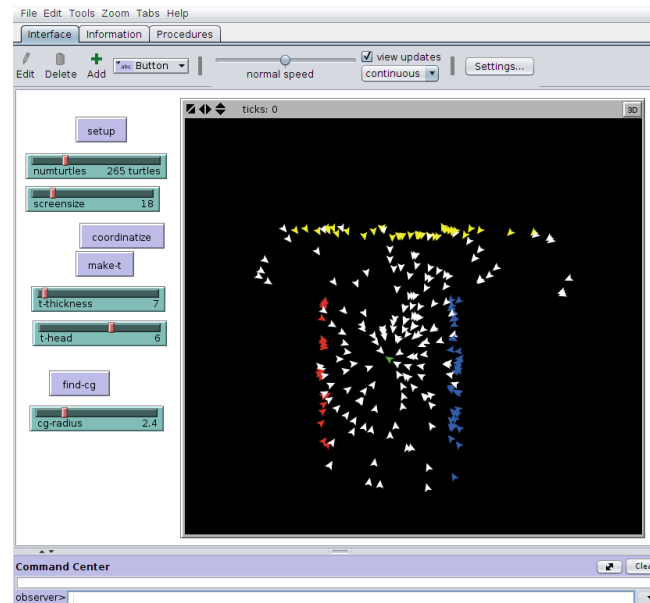 File Edit Tools Zoom Tabs Help
Interface Information Procedures
Edit Delete Add abc Button normal speed view updates continuous Settings...
ticks: 0 3D
setup
numturtles 265 turtles
screensize 18
coordinatize
make-t
t-thickness 7
t-head 6
find-cg
cg-radius 2.4
Command Center Clea
observer>